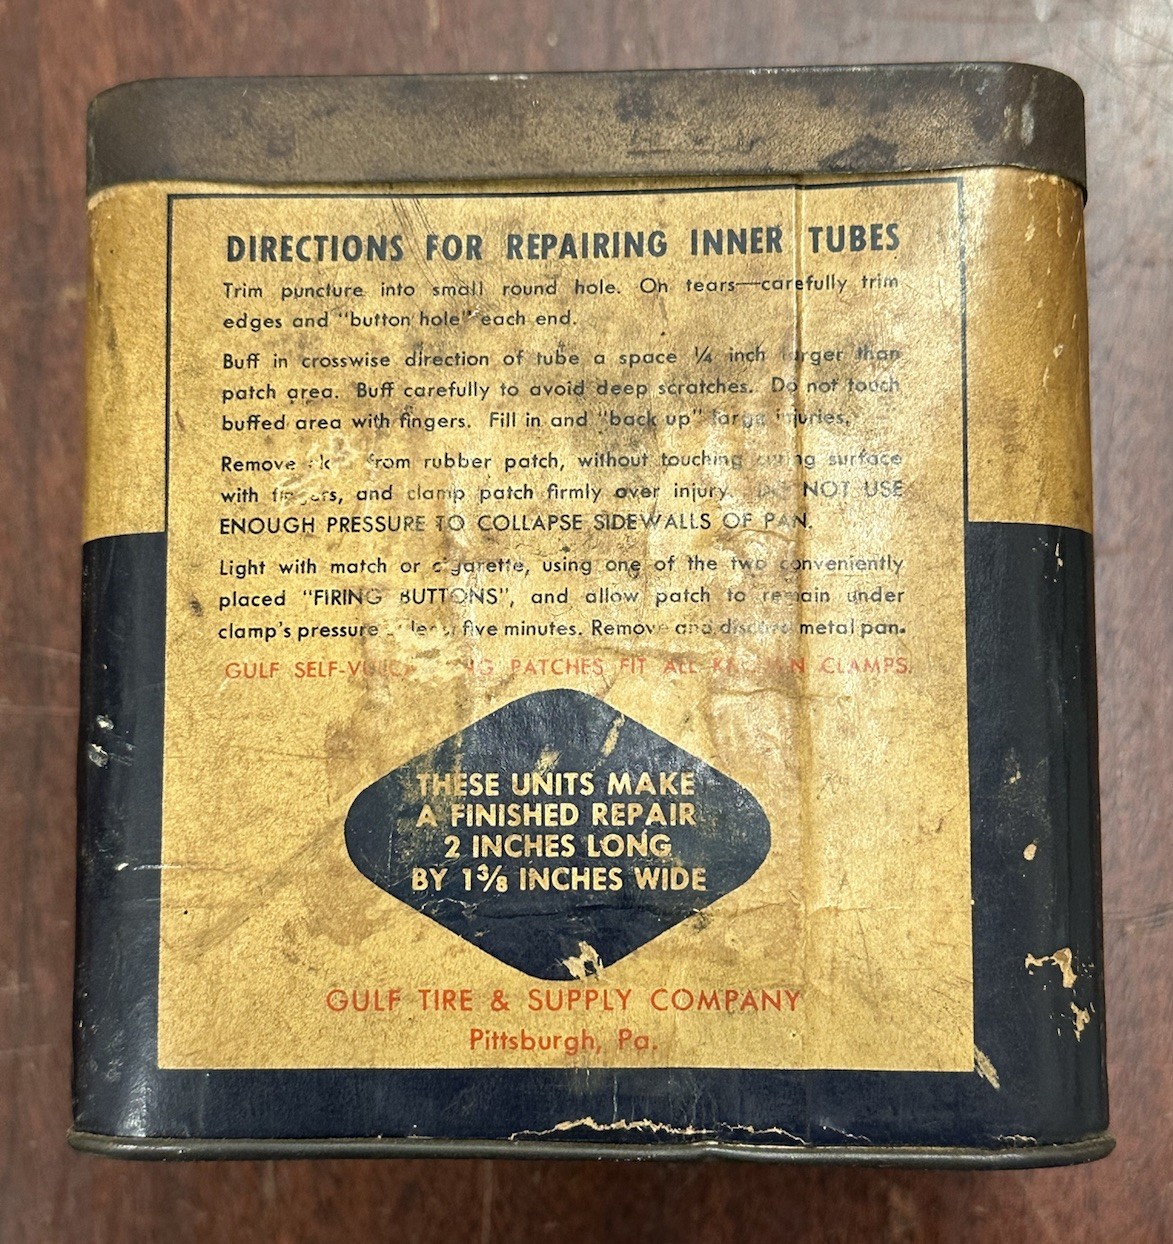 DIRECTIONS FOR REPAIRING INNER TUBES
Trim puncture into small round hole. On tears—carefully trim
edges and "button hole" each end.
Buff in crosswise direction of tube a space ¼ inch larger than
patch area. Buff carefully to avoid deep scratches. Do not touch
buffed area with fingers. Fill in and "back up" large injuries.
Remove from rubber patch, without touching curing surface
with fingers, and clamp patch firmly over injury. DO NOT USE
ENOUGH PRESSURE TO COLLAPSE SIDEWALLS OF PAN.
Light with match or cigarette, using one of the two conveniently
placed "FIRING BUTTONS", and allow patch to remain under
clamp's pressure five minutes. Remove and discard metal pan.
GULF PATCHES FIT ALL CLAMPS.
THESE UNITS MAKE
A FINISHED REPAIR
2 INCHES LONG
BY 1⅜ INCHES WIDE
GULF TIRE & SUPPLY COMPANY
Pittsburgh, Pa.